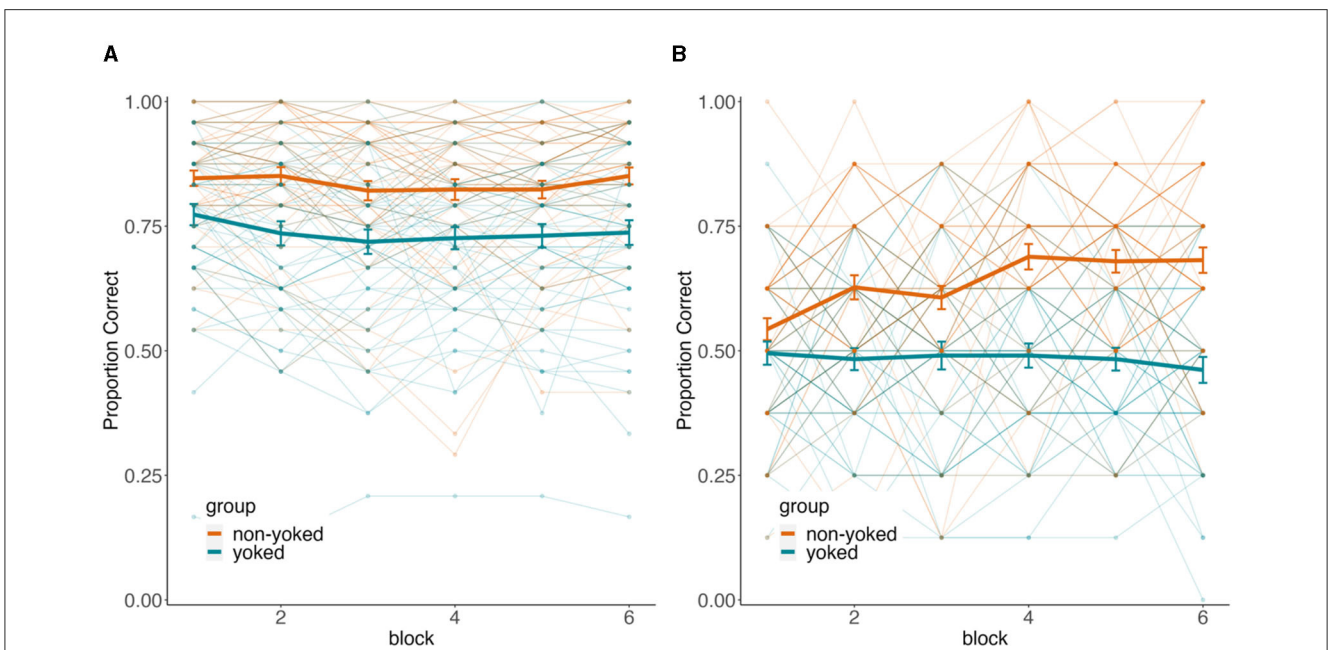 A
1.00
0.75
0.50
0.25
0.00
Proportion Correct
group
non-yoked
yoked
2
4
6
block
B
1.00
0.75
0.50
0.25
0.00
Proportion Correct
group
non-yoked
yoked
2
4
6
block